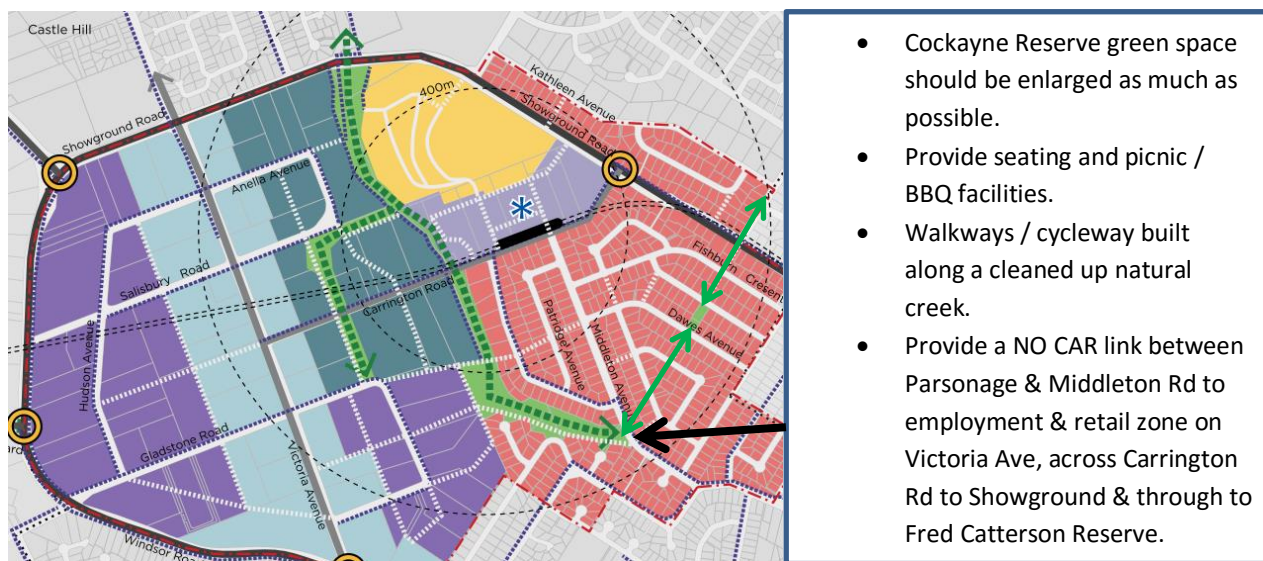 Castle Hill
Kathleen Avenue
400m
Showground Road
Showground Road
Anella Avenue
Fishburn Cresent
Salisbury Road
Carrington Road
Dawes Avenue
Patridge Avenue
Middleton Avenue
Hudson Avenue
Gladstone Road
Victoria Avenue
Windsor Roa
• Cockayne Reserve green space
should be enlarged as much as
possible.
• Provide seating and picnic /
BBQ facilities.
• Walkways / cycleway built
along a cleaned up natural
creek.
• Provide a NO CAR link between
Parsonage & Middleton Rd to
employment & retail zone on
Victoria Ave, across Carrington
Rd to Showground & through to
Fred Catterson Reserve.